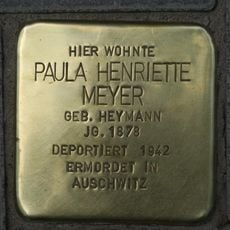 HIER WOHNTE
PAULA HENRIETTE
MEYER
GEB. HEYMANN
JG. 1878
DEPORTIERT 1942
ERMORDET IN
AUSCHWITZ